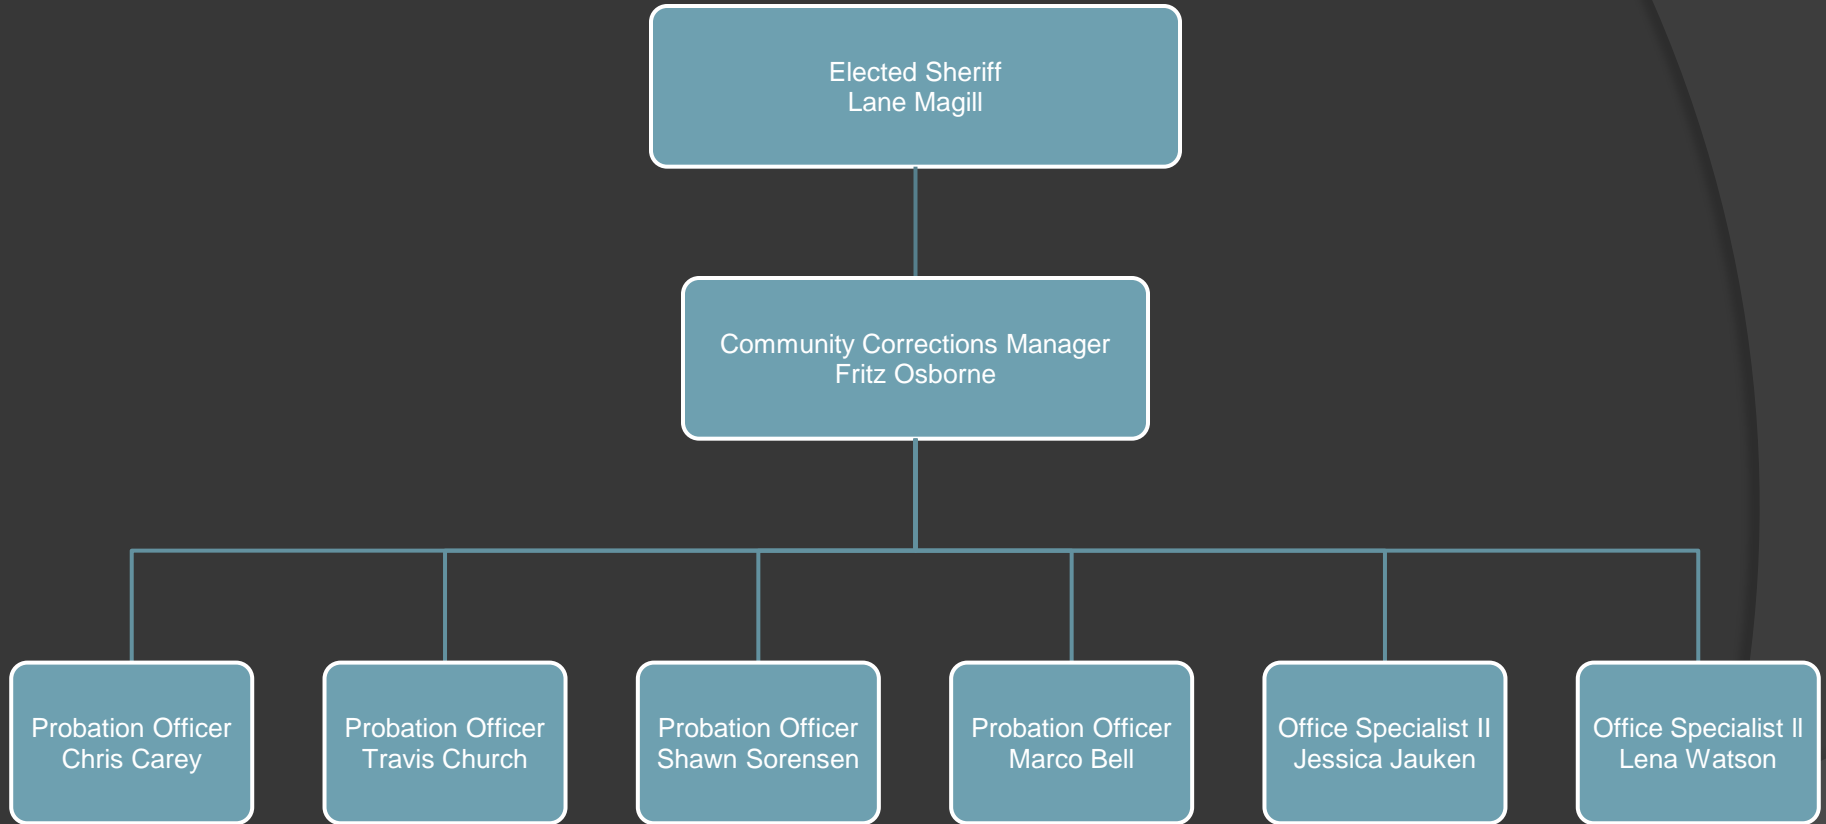 Elected Sheriff
Lane Magill
Community Corrections Manager
Fritz Osborne
Probation Officer
Chris Carey
Probation Officer
Travis Church
Probation Officer
Shawn Sorensen
Probation Officer
Marco Bell
Office Specialist II
Jessica Jauken
Office Specialist ll
Lena Watson